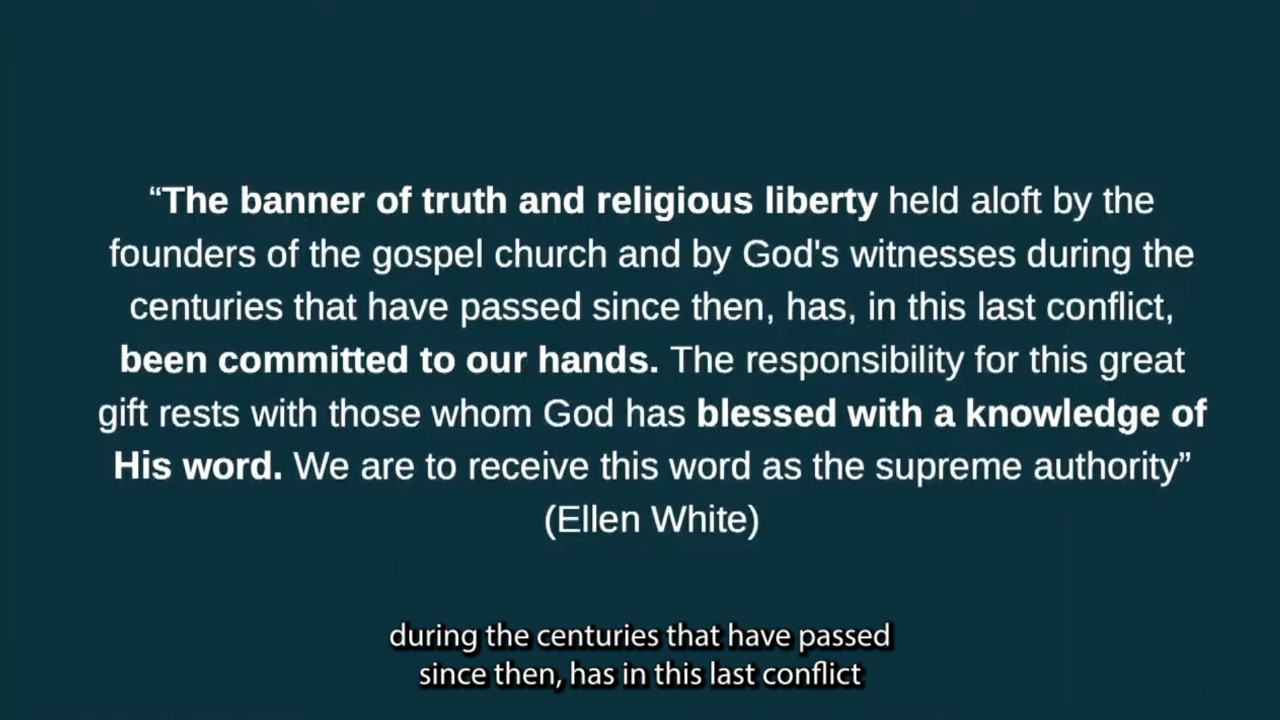 “The banner of truth and religious liberty held aloft by the
founders of the gospel church and by God's witnesses during the
centuries that have passed since then, has, in this last conflict,
been committed to our hands. The responsibility for this great
gift rests with those whom God has blessed with a knowledge of
His word. We are to receive this word as the supreme authority”
(Ellen White)
during the centuries that have passed
since then, has in this last conflict